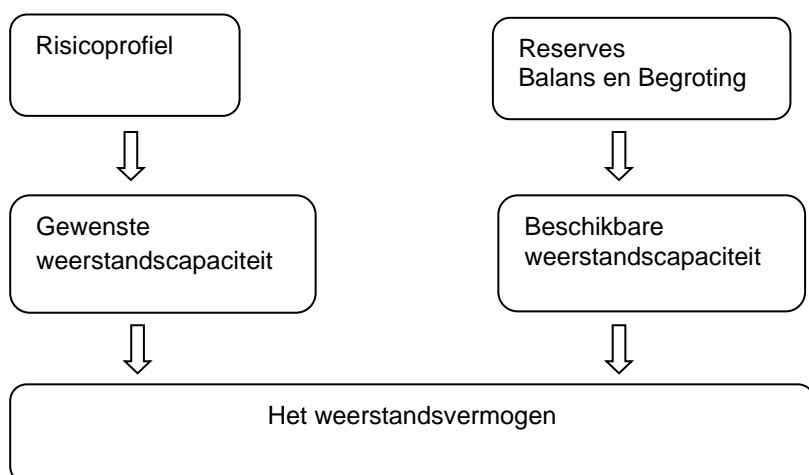 Risicoprofiel
Reserves
Balans en Begroting
Gewenste
weerstandscapaciteit
Beschikbare
weerstandscapaciteit
Het weerstandsvermogen